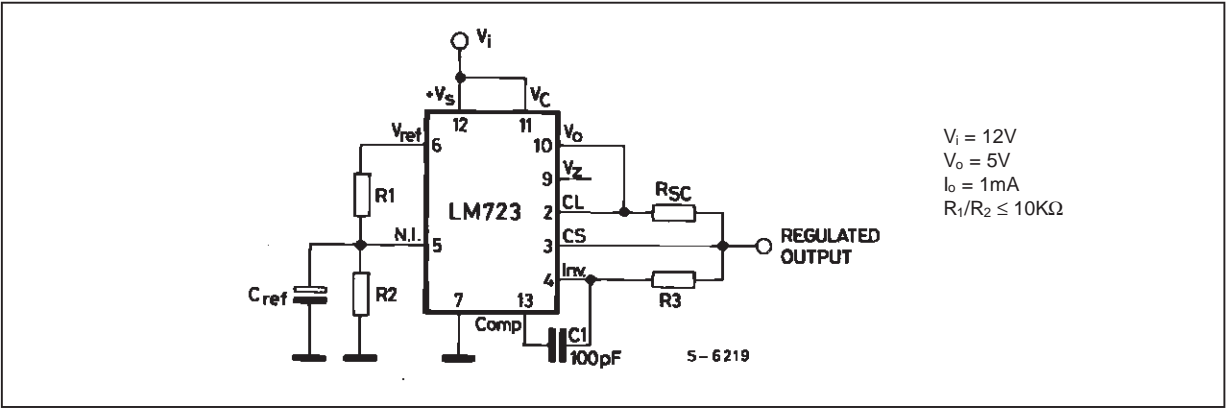 Vi
+Vs
VC
12
11
Vref
6
Vo
10
Vz
9
R1
LM723
CL
2
RSC
N.I.
5
CS
3
REGULATED
OUTPUT
Inv.
4
Cref
R2
R3
7
13
Comp
C1
100pF
S-6219
Vi = 12V
Vo = 5V
Io = 1mA
R1/R2 ≤ 10KΩ